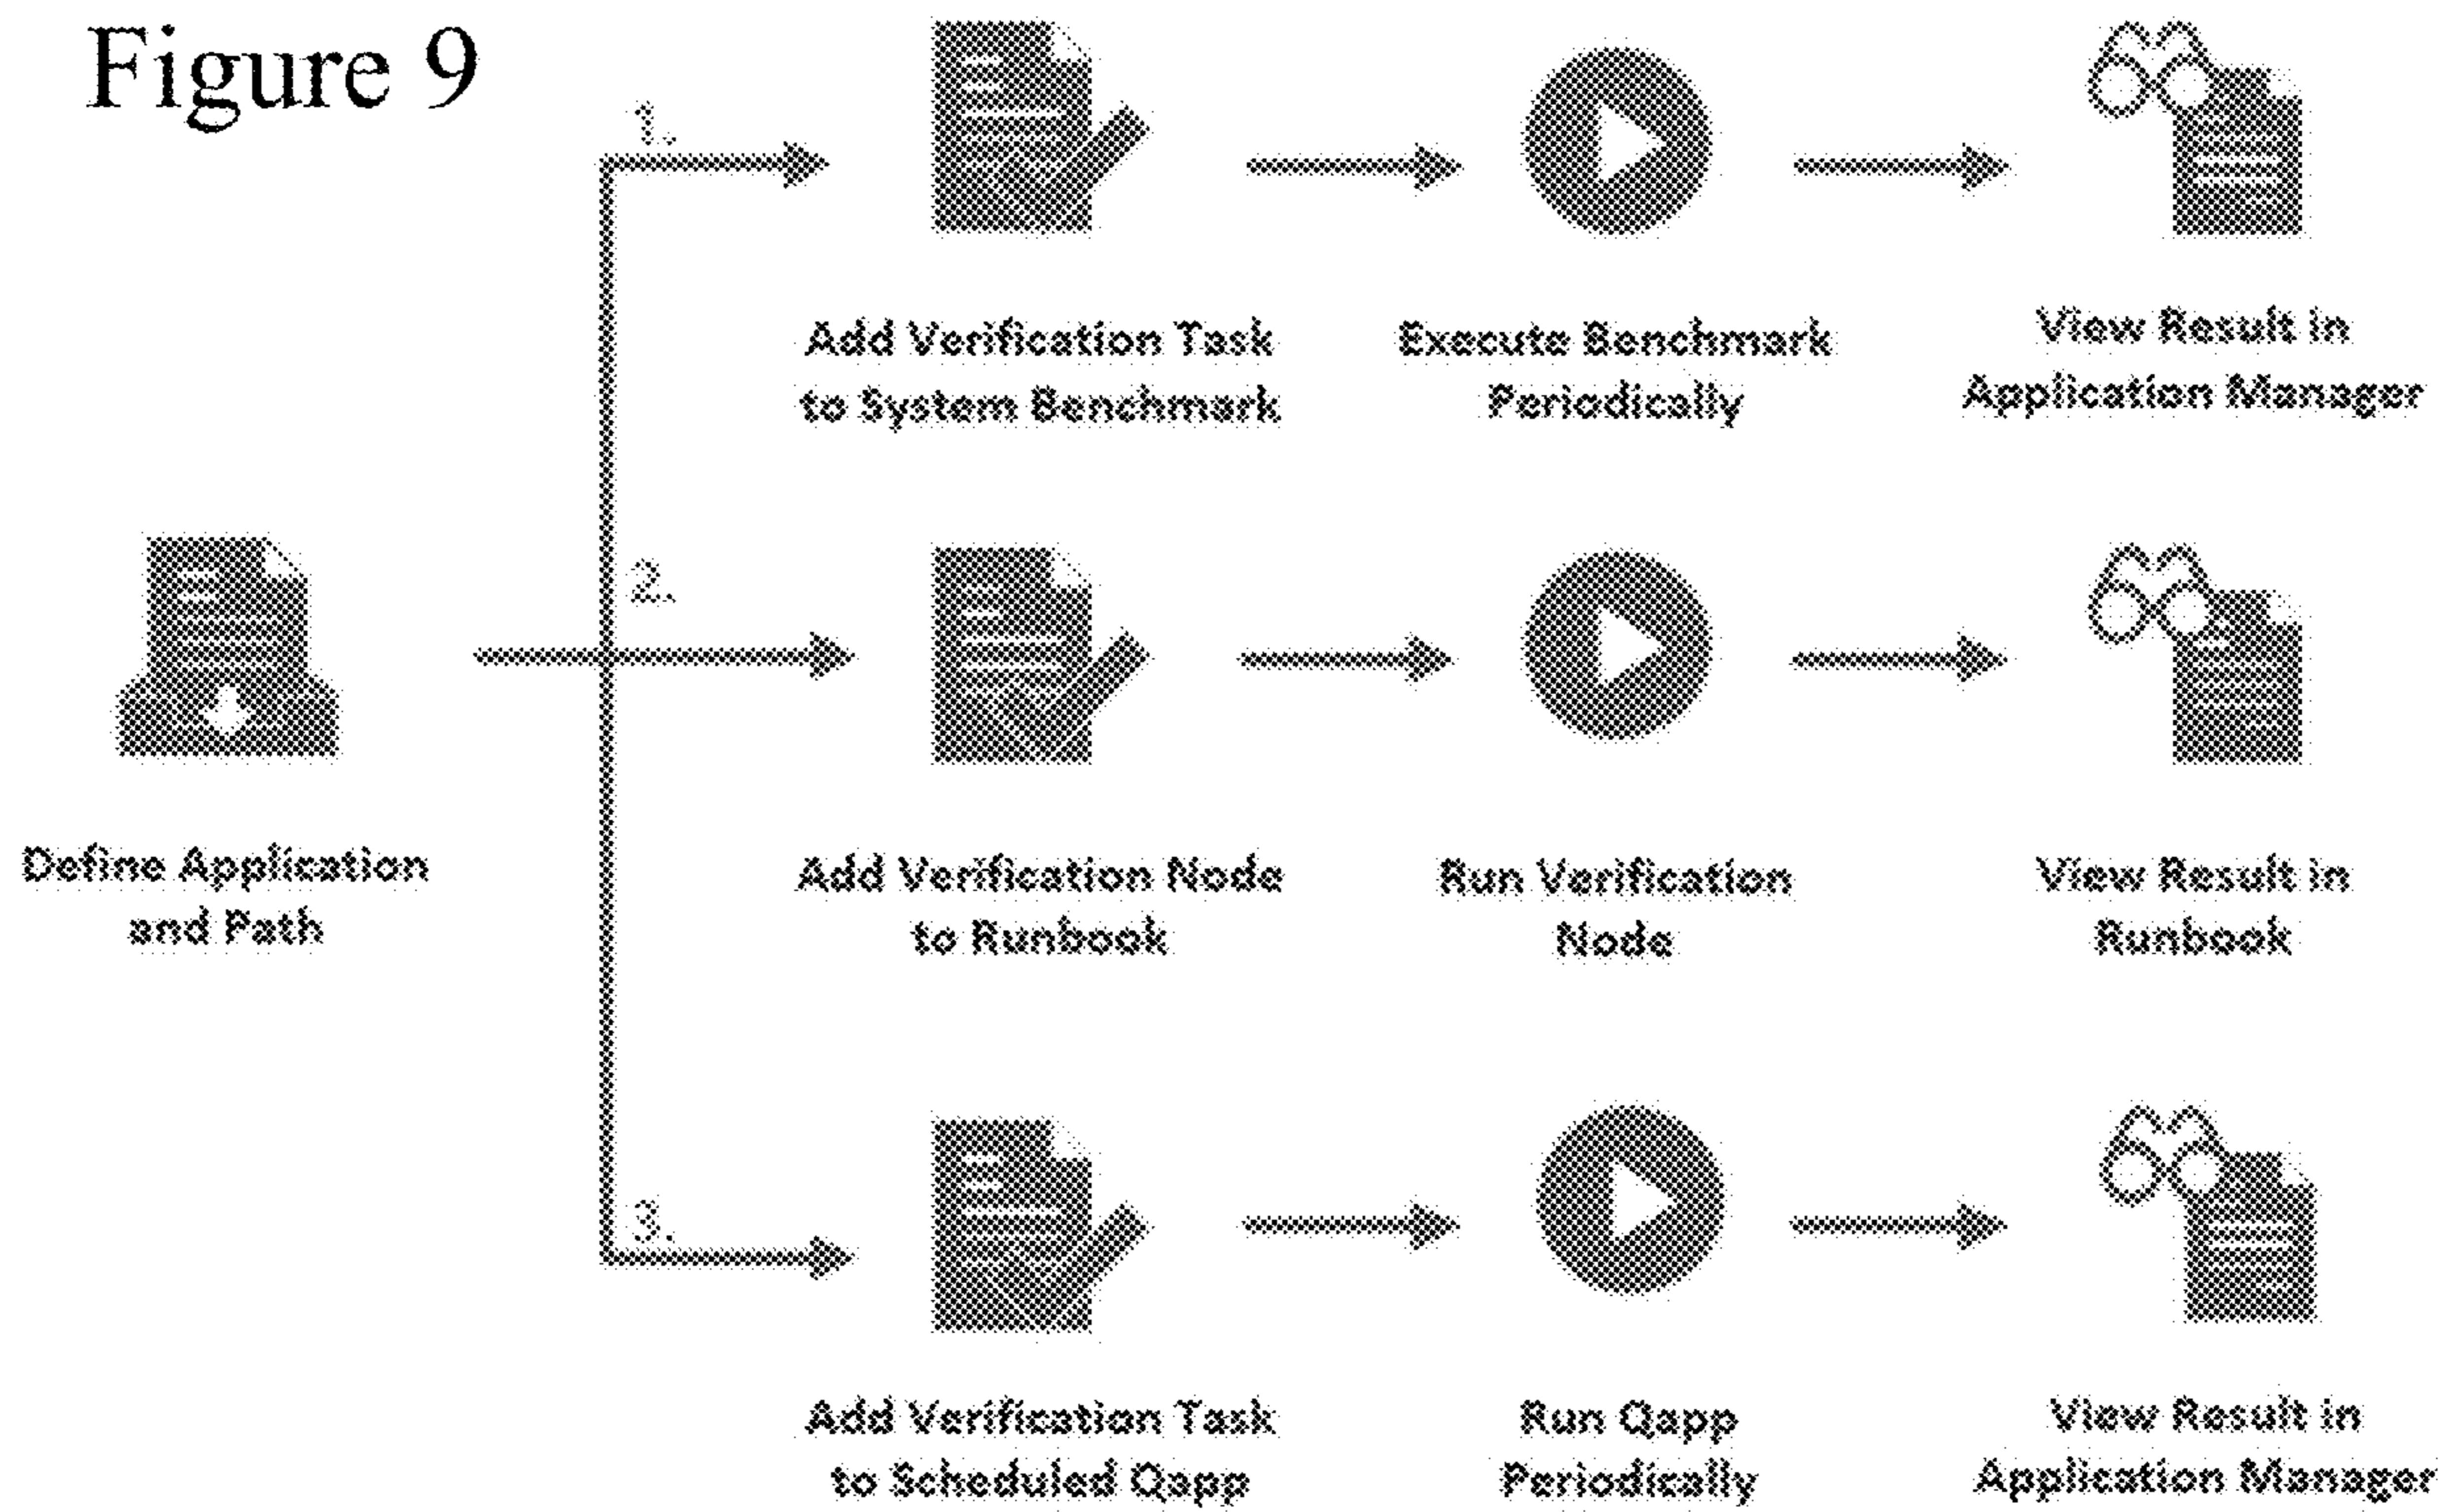 Figure 9
1.
Add Verification Task
to System Benchmark
Execute Benchmark
Periodically
View Result in
Application Manager
Define Application
and Path
2.
Add Verification Node
to Runbook
Run Verification
Node
View Result in
Runbook
3.
Add Verification Task
to Scheduled Qapp
Run Qapp
Periodically
View Result in
Application Manager